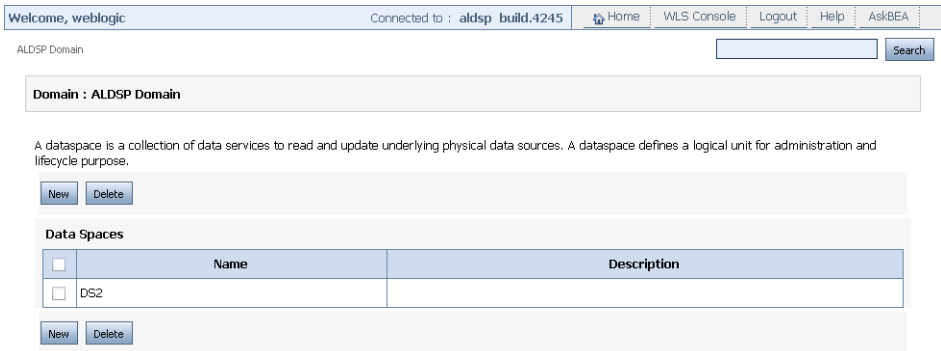 Welcome, weblogic Connected to : aldsp build.4245 Home WLS Console Logout Help AskBEA
ALDSP Domain Search
Domain : ALDSP Domain
A dataspace is a collection of data services to read and update underlying physical data sources. A dataspace defines a logical unit for administration and
lifecycle purpose.
New Delete
Data Spaces
Name Description
DS2
New Delete